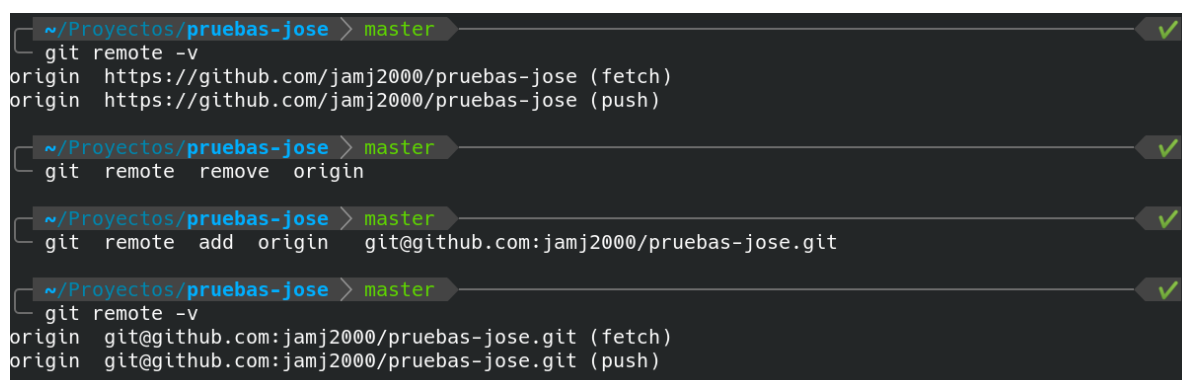 ~/Proyectos/pruebas-jose master ✔
git remote -v
origin  https://github.com/jamj2000/pruebas-jose (fetch)
origin  https://github.com/jamj2000/pruebas-jose (push)
~/Proyectos/pruebas-jose master ✔
git  remote  remove  origin
~/Proyectos/pruebas-jose master ✔
git  remote  add  origin   git@github.com:jamj2000/pruebas-jose.git
~/Proyectos/pruebas-jose master ✔
git remote -v
origin  git@github.com:jamj2000/pruebas-jose.git (fetch)
origin  git@github.com:jamj2000/pruebas-jose.git (push)